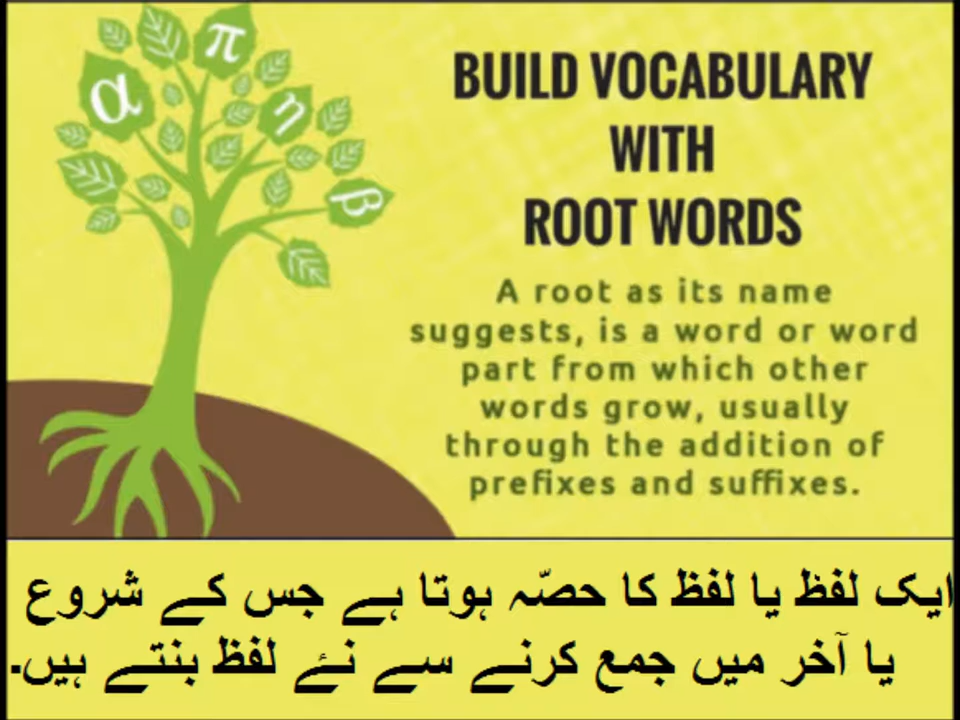 α
π
η
β
BUILD VOCABULARY
WITH
ROOT WORDS
A root as its name
suggests, is a word or word
part from which other
words grow, usually
through the addition of
prefixes and suffixes.
ایک لفظ یا لفظ کا حصّہ ہوتا ہے جس کے شروع
یا آخر میں جمع کرنے سے نئے لفظ بنتے ہیں۔